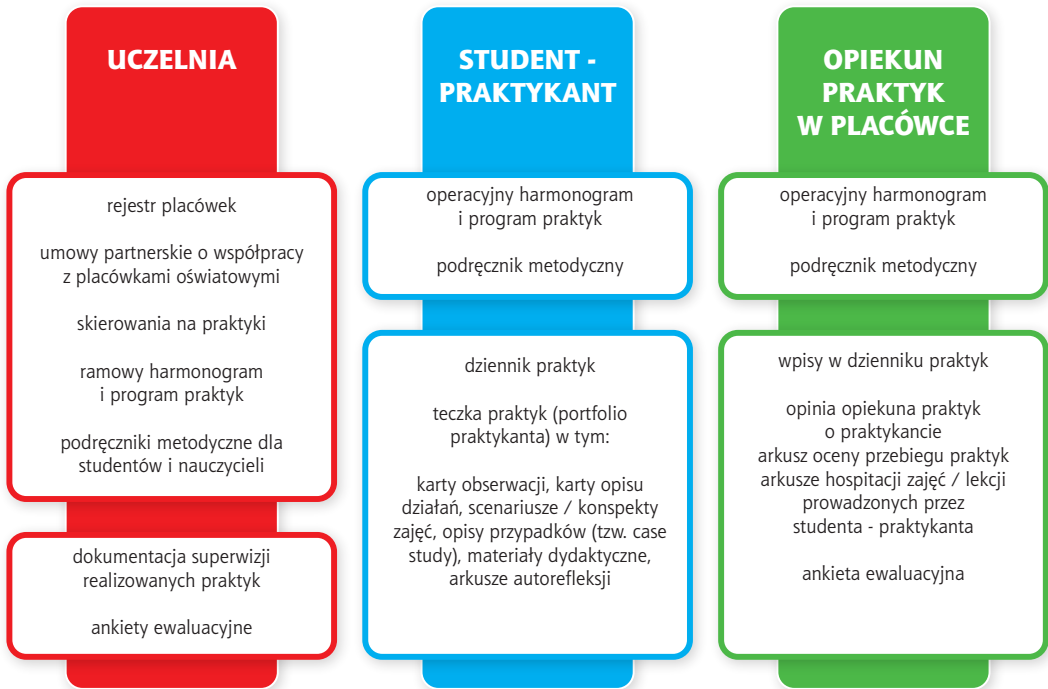 UCZELNIA
rejestr placówek
umowy partnerskie o współpracy
z placówkami oświatowymi
skierowania na praktyki
ramowy harmonogram
i program praktyk
podręczniki metodyczne dla
studentów i nauczycieli
dokumentacja superwizji
realizowanych praktyk
ankiety ewaluacyjne
STUDENT -
PRAKTYKANT
operacyjny harmonogram
i program praktyk
podręcznik metodyczny
dziennik praktyk
teczka praktyk (portfolio
praktykanta) w tym:
karty obserwacji, karty opisu
działań, scenariusze / konspekty
zajęć, opisy przypadków (tzw. case
study), materiały dydaktyczne,
arkusze autorefleksji
OPIEKUN
PRAKTYK
W PLACÓWCE
operacyjny harmonogram
i program praktyk
podręcznik metodyczny
wpisy w dzienniku praktyk
opinia opiekuna praktyk
o praktykancie
arkusz oceny przebiegu praktyk
arkusze hospitacji zajęć / lekcji
prowadzonych przez
studenta - praktykanta
ankieta ewaluacyjna